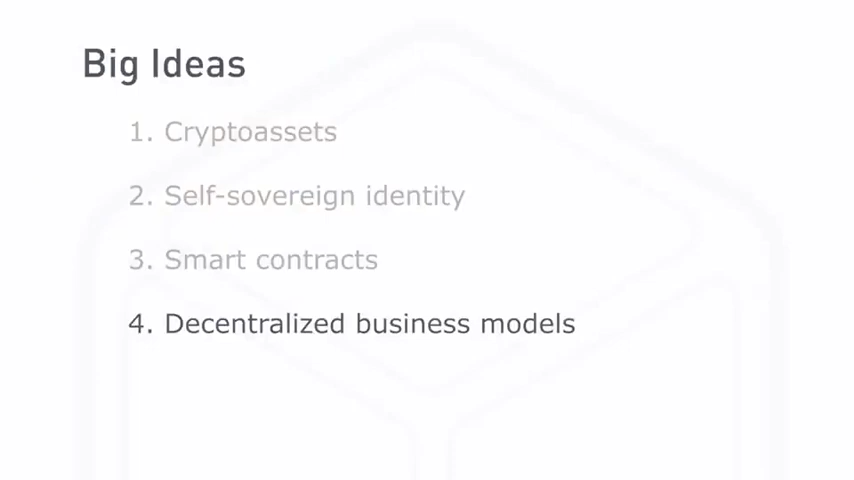 Big Ideas
1. Cryptoassets
2. Self-sovereign identity
3. Smart contracts
4. Decentralized business models